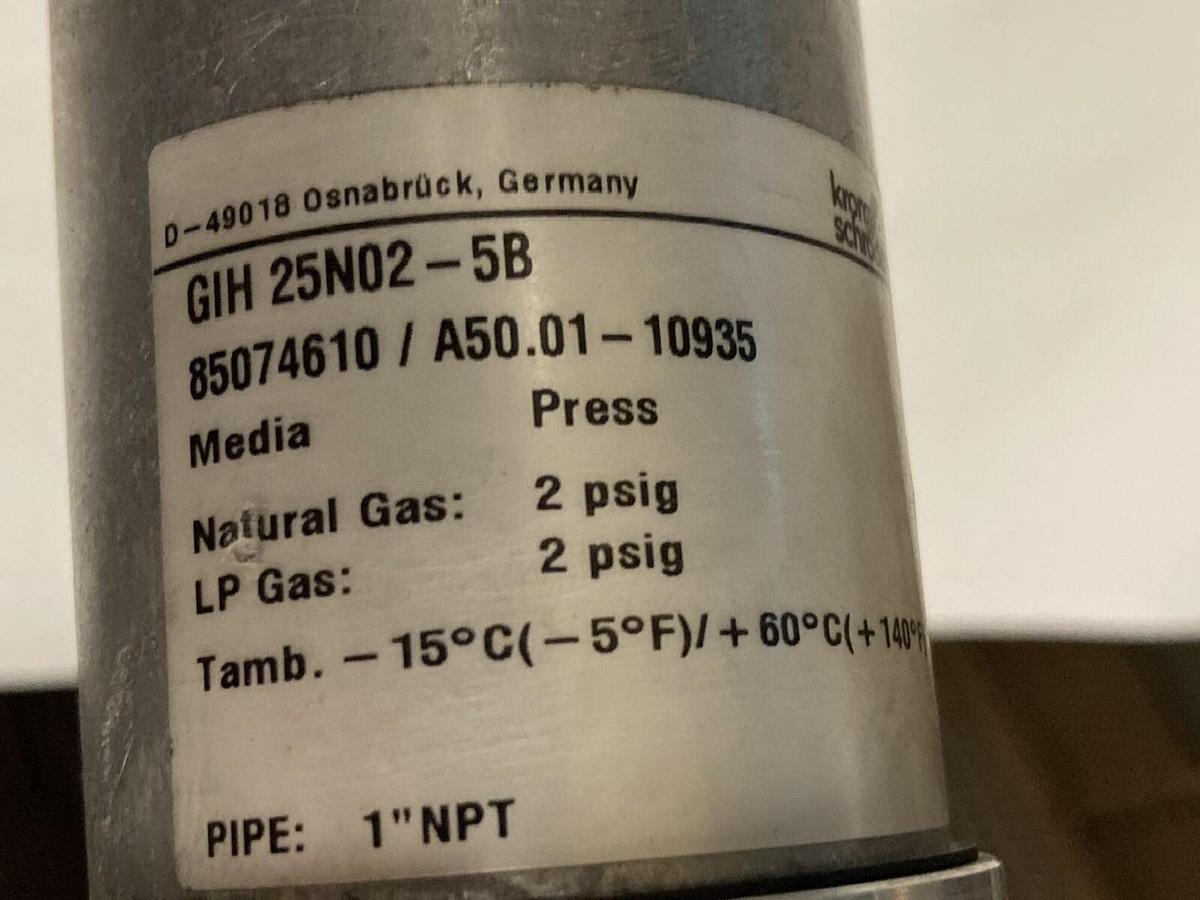 D-49018 Osnabrück, Germany
GIH 25N02-5B
85074610 / A50.01-10935
Media Press
Natural Gas: 2 psig
LP Gas: 2 psig
Tamb. -15°C(-5°F)/+60°C(+140°F)
PIPE: 1"NPT